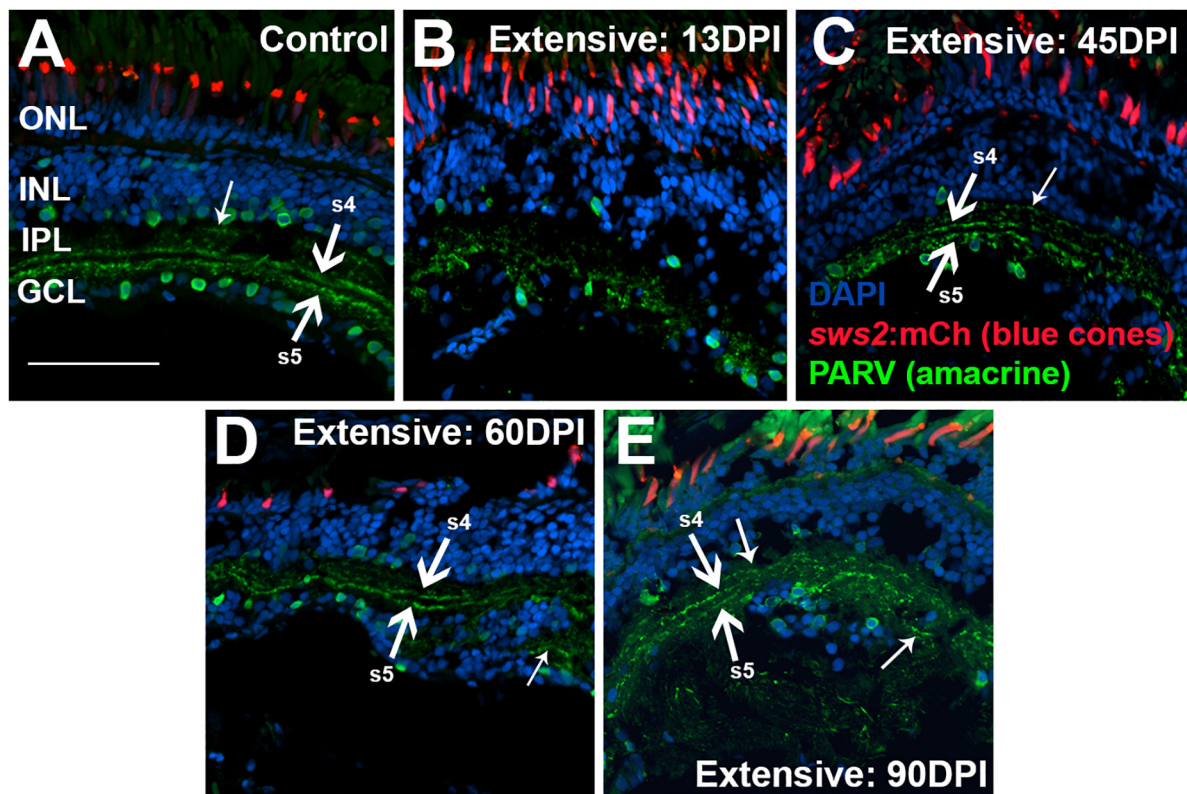 A
Control
ONL
INL
IPL
GCL
s4
s5
B
Extensive: 13DPI
C
Extensive: 45DPI
s4
s5
DAPI
sws2:mCh (blue cones)
PARV (amacrine)
D
Extensive: 60DPI
s4
s5
E
s4
s5
Extensive: 90DPI